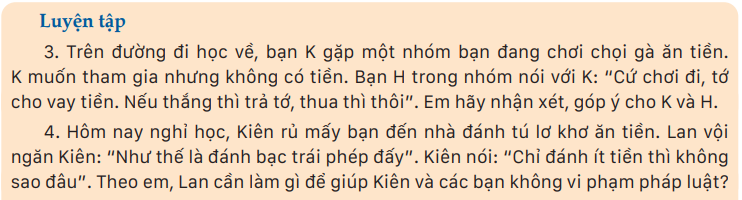 Luyện tập
3. Trên đường đi học về, bạn K gặp một nhóm bạn đang chơi chọi gà ăn tiền.
K muốn tham gia nhưng không có tiền. Bạn H trong nhóm nói với K: “Cứ chơi đi, tớ
cho vay tiền. Nếu thắng thì trả tớ, thua thì thôi”. Em hãy nhận xét, góp ý cho K và H.
4. Hôm nay nghỉ học, Kiên rủ mấy bạn đến nhà đánh tú lơ khơ ăn tiền. Lan vội
ngăn Kiên: “Như thế là đánh bạc trái phép đấy”. Kiên nói: “Chỉ đánh ít tiền thì không
sao đâu”. Theo em, Lan cần làm gì để giúp Kiên và các bạn không vi phạm pháp luật?